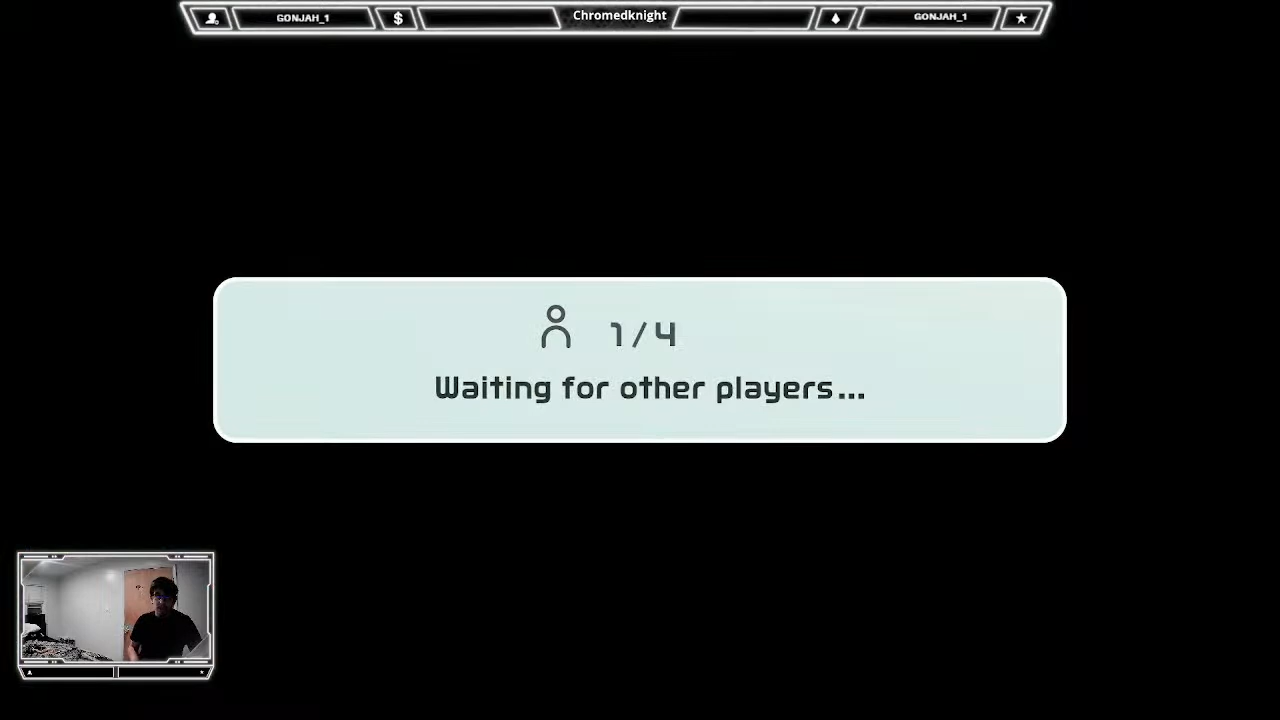 GONJAH_1
$
Chromedknight
GONJAH_1
1/4
Waiting for other players...